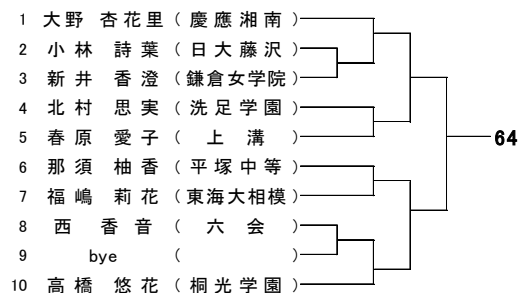 1 大野 杏花里 ( 慶應湘南 )
2 小林 詩葉 ( 日大藤沢 )
3 新井 香澄 ( 鎌倉女学院 )
4 北村 思実 ( 洗足学園 )
5 春原 愛子 ( 上溝 )
64
6 那須 柚香 ( 平塚中等 )
7 福嶋 莉花 ( 東海大相模 )
8 西 香音 ( 六会 )
9 bye ( )
10 高橋 悠花 ( 桐光学園 )